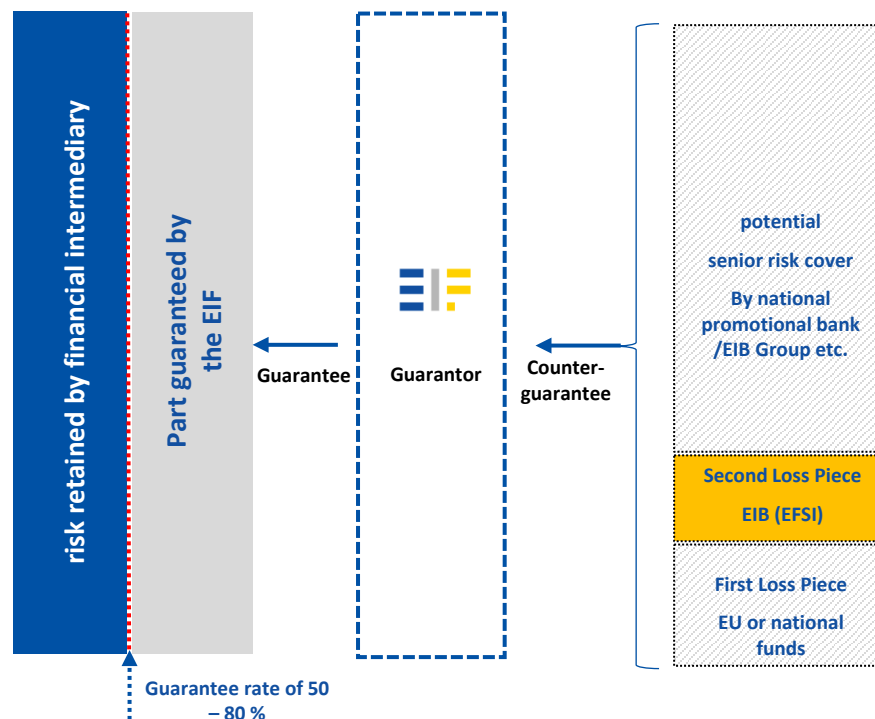 risk retained by financial intermediary
Part guaranteed by
the EIF
Guarantee
EIF
Guarantor
Counter-
guarantee
potential
senior risk cover
By national
promotional bank
/EIB Group etc.
Second Loss Piece
EIB (EFSI)
First Loss Piece
EU or national
funds
Guarantee rate of 50
– 80 %